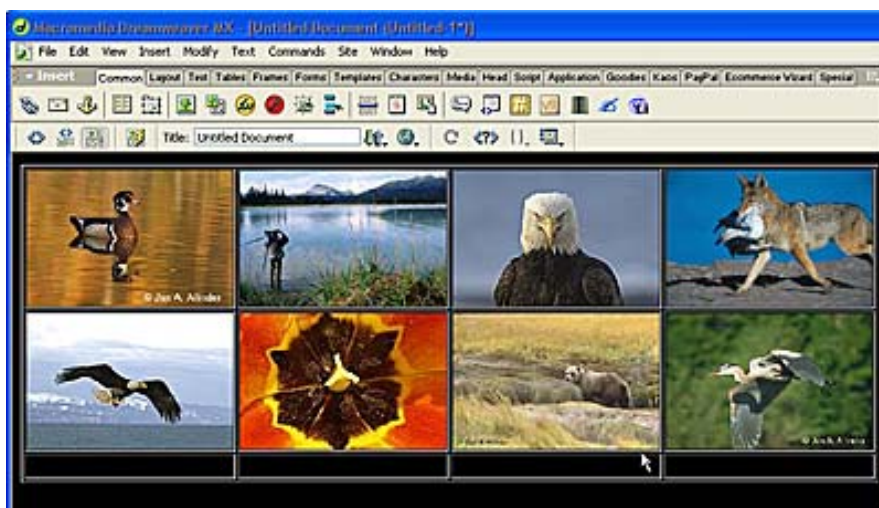 Macromedia Dreamweaver MX - [Untitled Document (Untitled-1*)]
File Edit View Insert Modify Text Commands Site Window Help
Insert Common Layout Text Tables Frames Forms Templates Characters Media Head Script Application Goodies Kaos PayPal Ecommerce Wizard Special
Title: Untitled Document